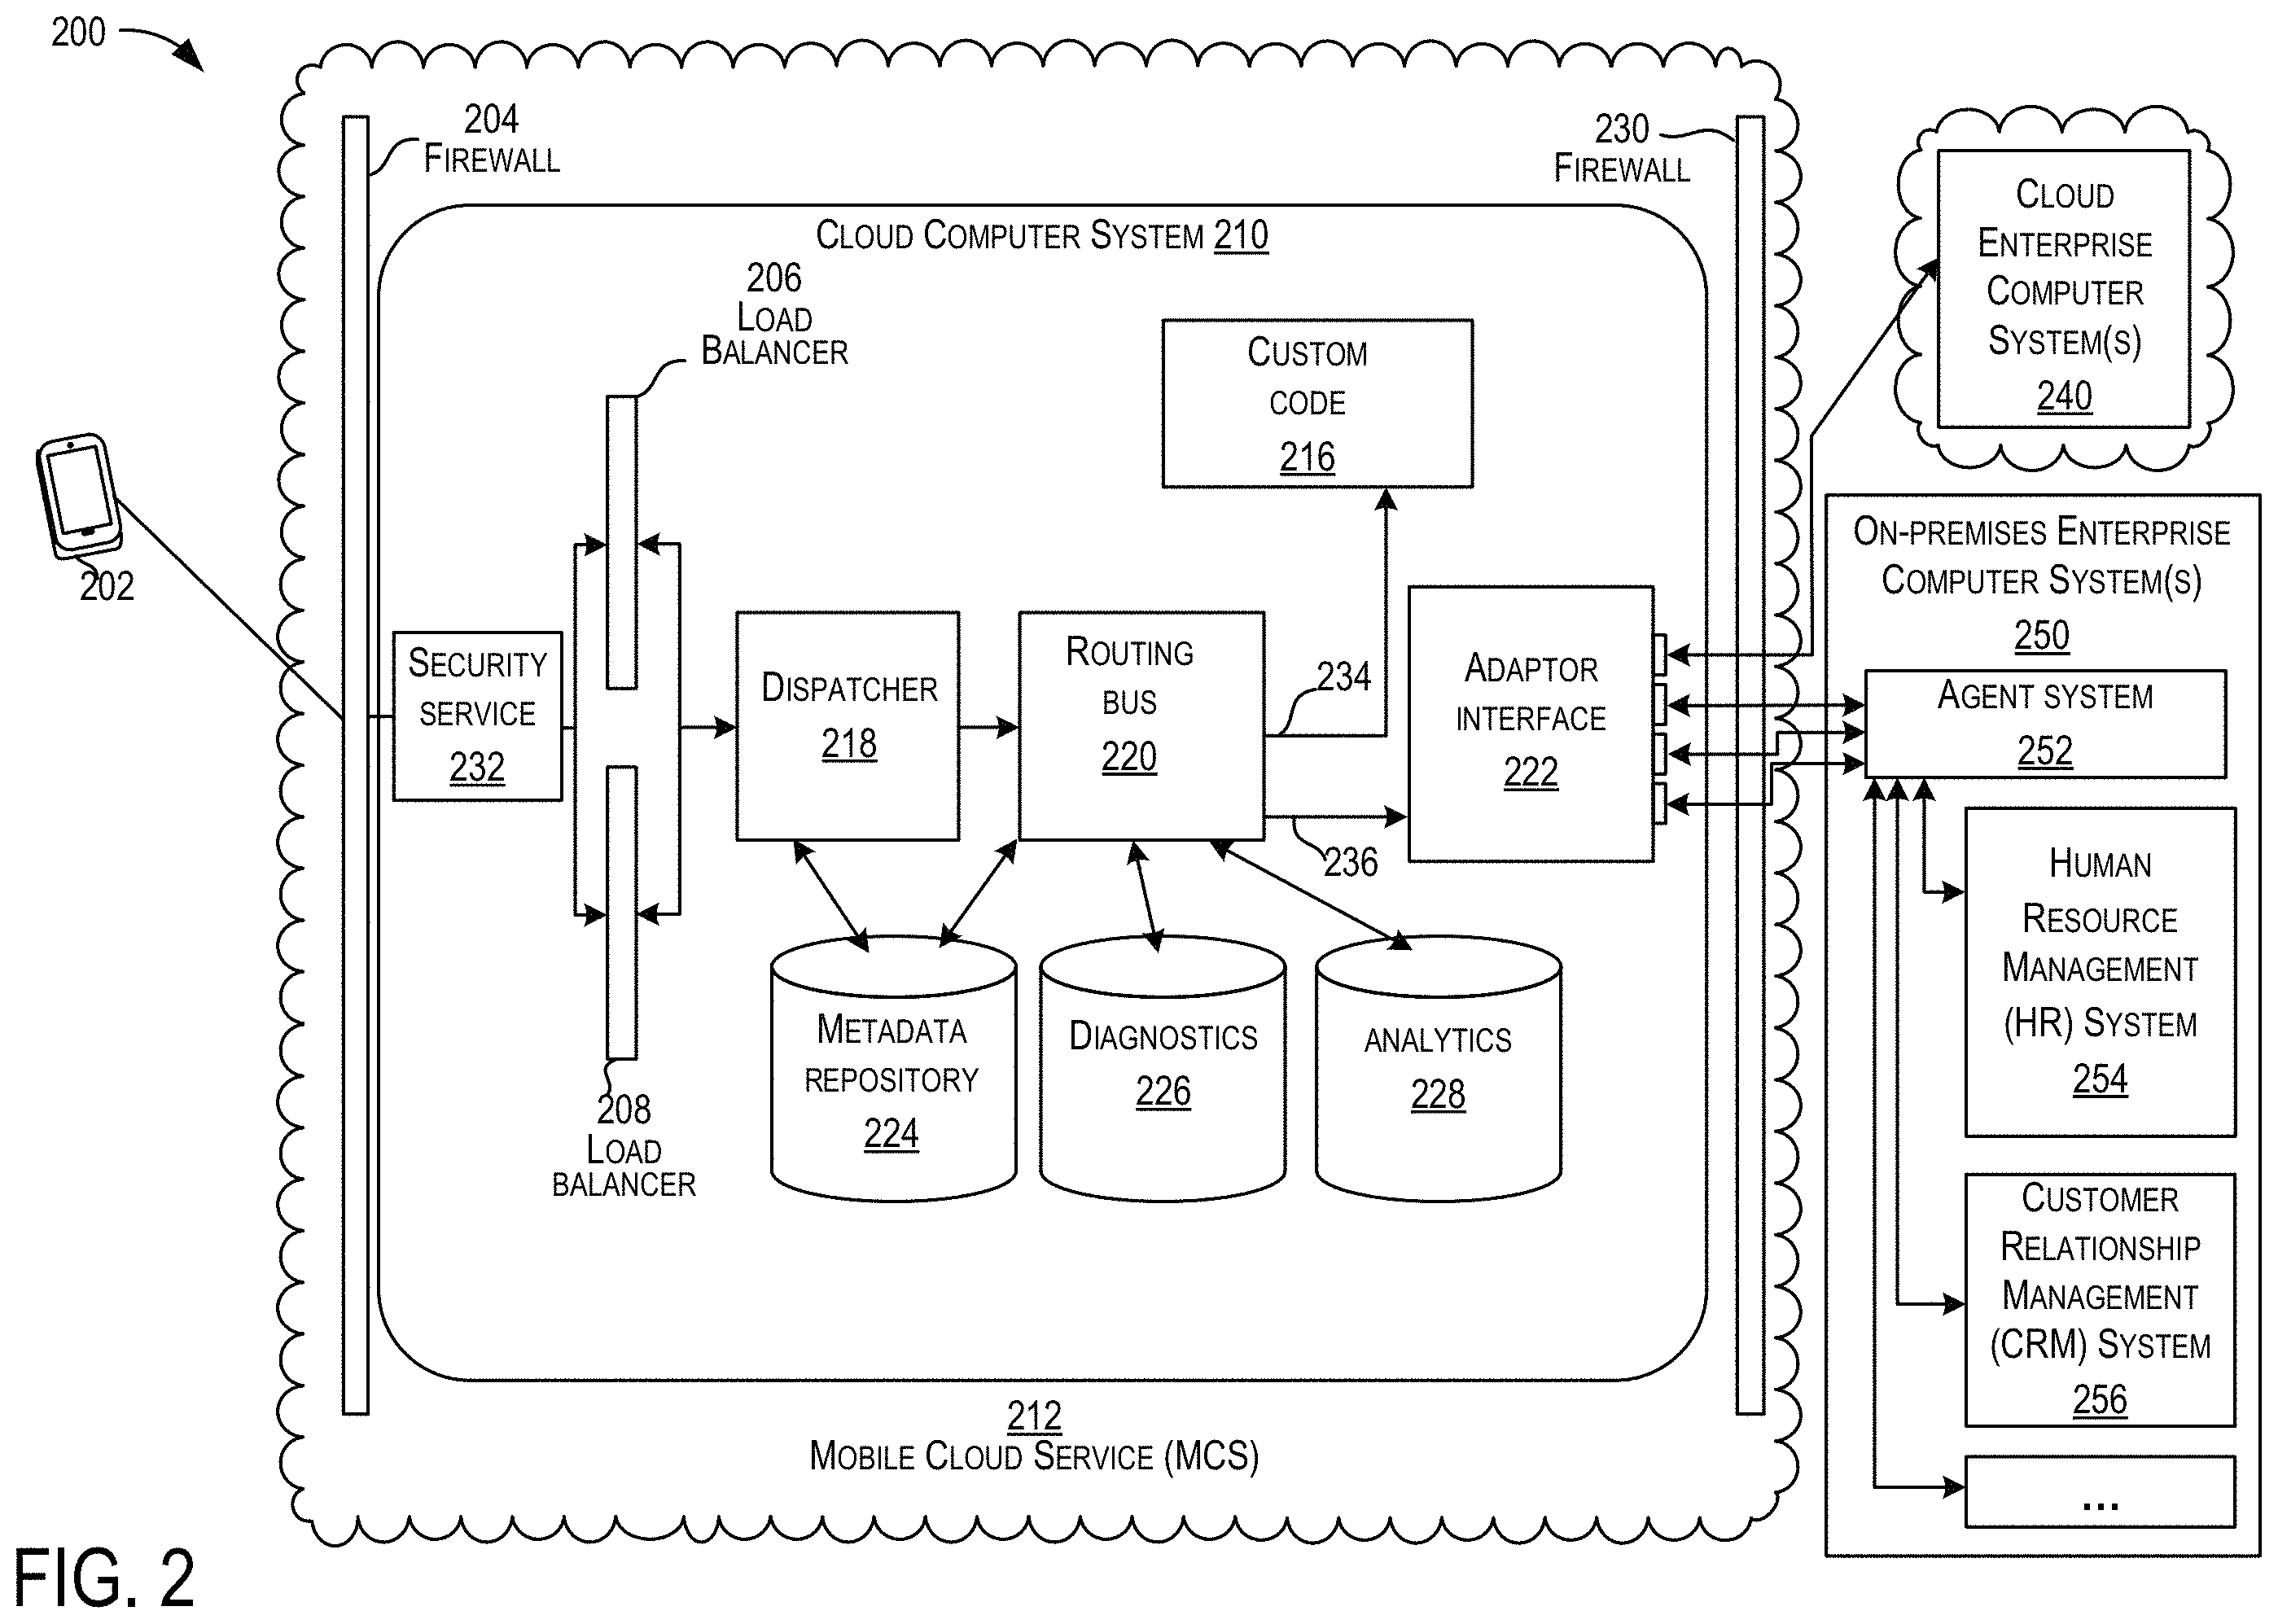 200
204
FIREWALL
230
FIREWALL
CLOUD COMPUTER SYSTEM 210
206
LOAD
BALANCER
CUSTOM
CODE
216
CLOUD
ENTERPRISE
COMPUTER
SYSTEM(S)
240
202
SECURITY
SERVICE
232
DISPATCHER
218
ROUTING
BUS
220
234
236
ADAPTOR
INTERFACE
222
ON-PREMISES ENTERPRISE
COMPUTER SYSTEM(S)
250
AGENT SYSTEM
252
HUMAN
RESOURCE
MANAGEMENT
(HR) SYSTEM
254
CUSTOMER
RELATIONSHIP
MANAGEMENT
(CRM) SYSTEM
256
...
208
LOAD
BALANCER
METADATA
REPOSITORY
224
DIAGNOSTICS
226
ANALYTICS
228
212
MOBILE CLOUD SERVICE (MCS)
FIG. 2